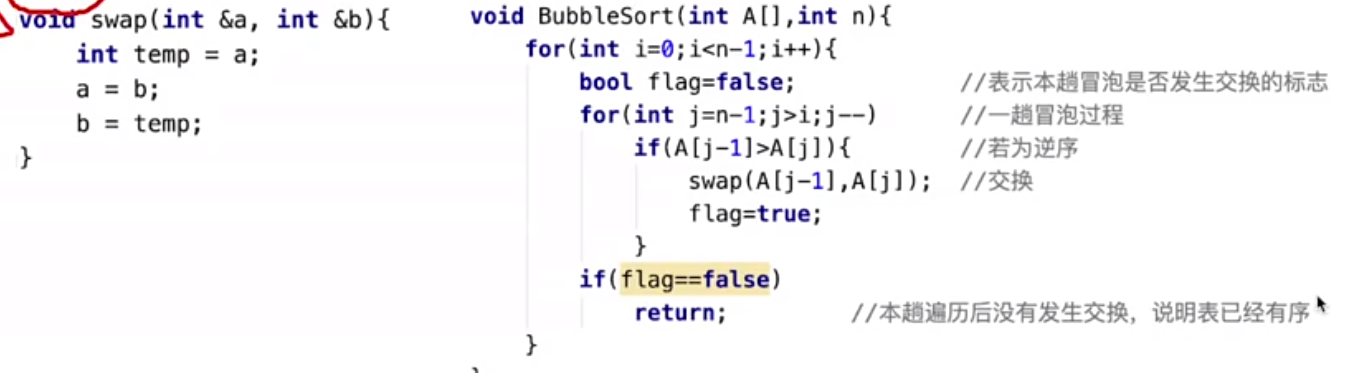 void swap(int &a, int &b){
    int temp = a;
    a = b;
    b = temp;
}
void BubbleSort(int A[],int n){
    for(int i=0;i<n-1;i++){
        bool flag=false;            //表示本趟冒泡是否发生交换的标志
        for(int j=n-1;j>i;j--)      //一趟冒泡过程
            if(A[j-1]>A[j]){        //若为逆序
                swap(A[j-1],A[j]);  //交换
                flag=true;
            }
        if(flag==false)
            return;         //本趟遍历后没有发生交换，说明表已经有序
    }